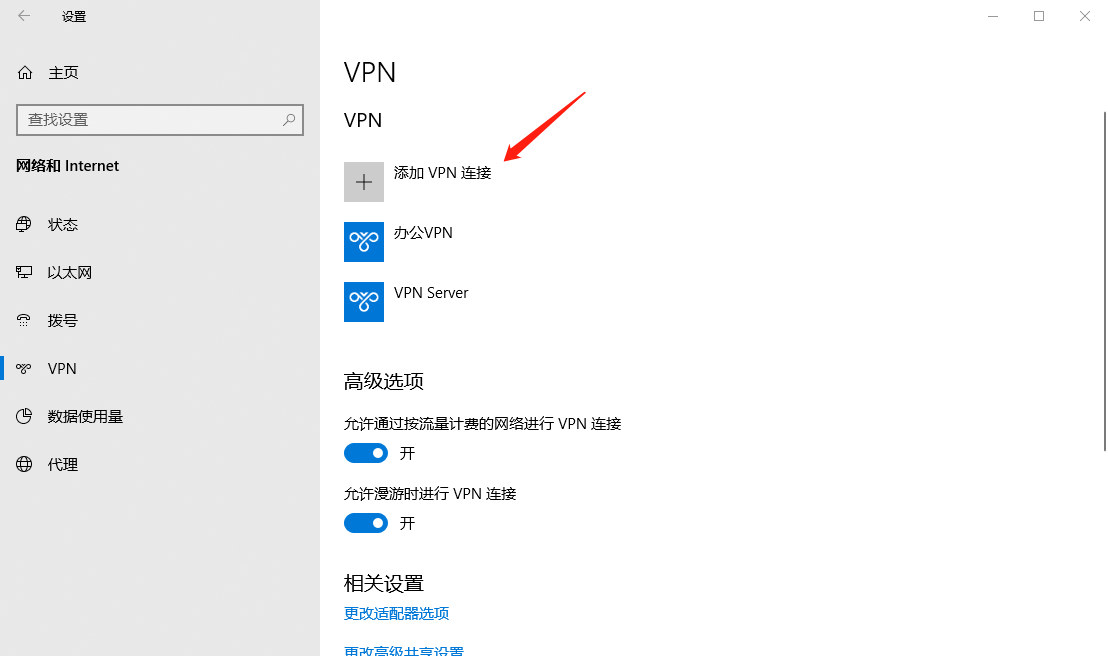 设置
主页
查找设置
网络和 Internet
状态
以太网
拨号
VPN
数据使用量
代理
VPN
VPN
添加 VPN 连接
办公VPN
VPN Server
高级选项
允许通过按流量计费的网络进行 VPN 连接
开
允许漫游时进行 VPN 连接
开
相关设置
更改适配器选项
更改高级共享设置